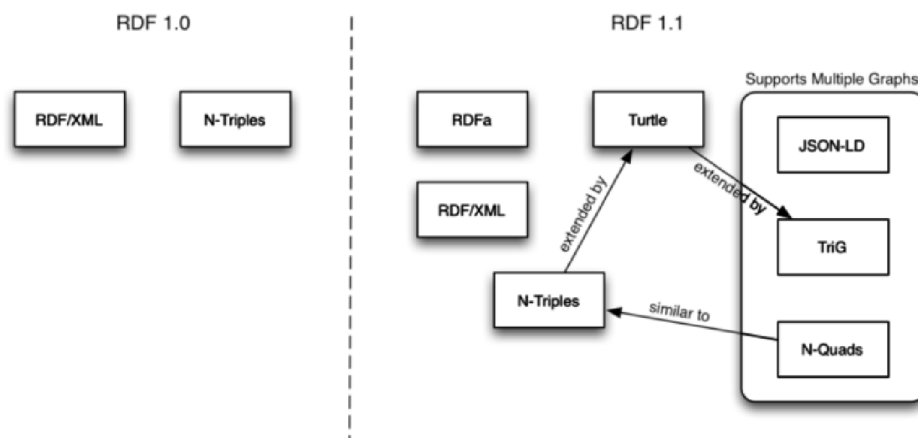 RDF 1.0
RDF 1.1
Supports Multiple Graphs
RDF/XML
N-Triples
RDFa
Turtle
JSON-LD
extended by
extended by
RDF/XML
TriG
N-Triples
similar to
N-Quads